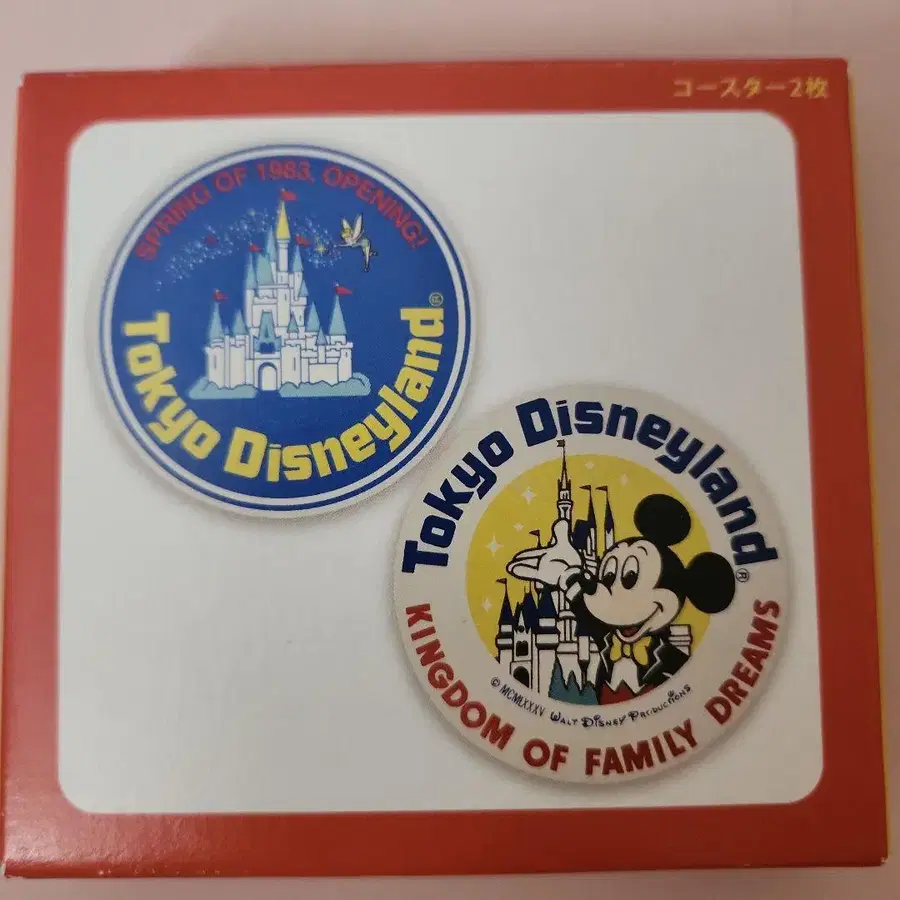 コースター2枚
SPRING OF 1983, OPENING!
Tokyo Disneyland®
Tokyo Disneyland®
© MCMLXXXV WALT DISNEY PRODUCTIONS
KINGDOM OF FAMILY DREAMS